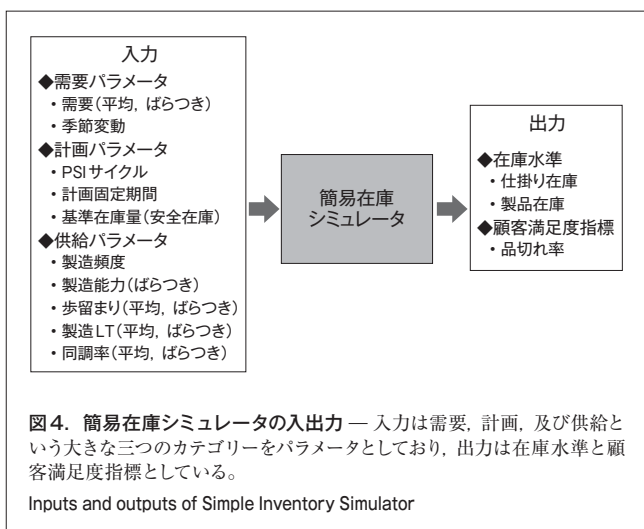 入力
◆需要パラメータ
・需要(平均，ばらつき)
・季節変動
◆計画パラメータ
・PSIサイクル
・計画固定期間
・基準在庫量(安全在庫)
◆供給パラメータ
・製造頻度
・製造能力(ばらつき)
・歩留まり(平均，ばらつき)
・製造LT(平均，ばらつき)
・同調率(平均，ばらつき)
簡易在庫
シミュレータ
出力
◆在庫水準
・仕掛り在庫
・製品在庫
◆顧客満足度指標
・品切れ率
図4．簡易在庫シミュレータの入出力 — 入力は需要，計画，及び供給と
いう大きな三つのカテゴリーをパラメータとしており，出力は在庫水準と顧
客満足度指標としている。
Inputs and outputs of Simple Inventory Simulator